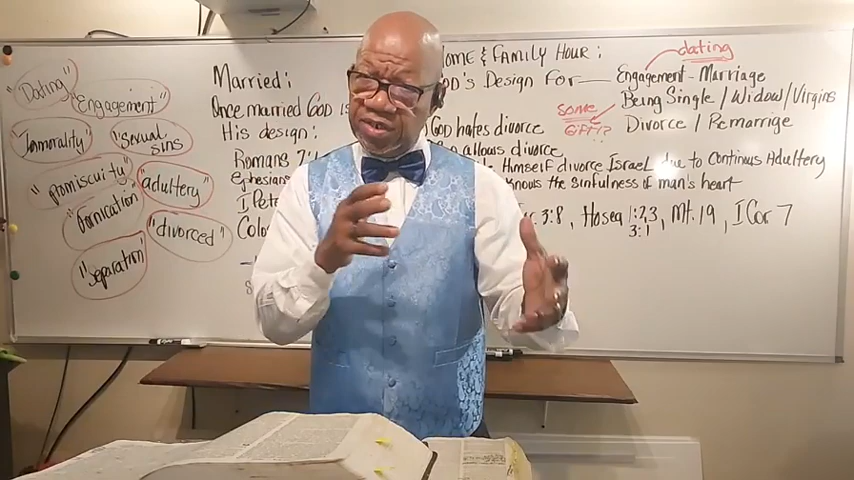 "Dating"
"Engagement"
"Immorality"
"Sexual sins"
"promiscuity"
"adultery"
"fornication"
"divorced"
"separation"
Married:
Once married God is
His design:
Romans 7:
Ephesians
I Pete
Colo
Home & Family Hour:
God's Design For
dating
Engagement - Marriage
Being Single / Widow / Virgins
Divorce / Remarriage
Some
Gift??
God hates divorce
allows divorce
Himself divorce Israel due to Continuos Adultery
knows the sinfulness of man's heart
3:8, Hosea 1:2,3, Mt. 19, I Cor 7
3:1